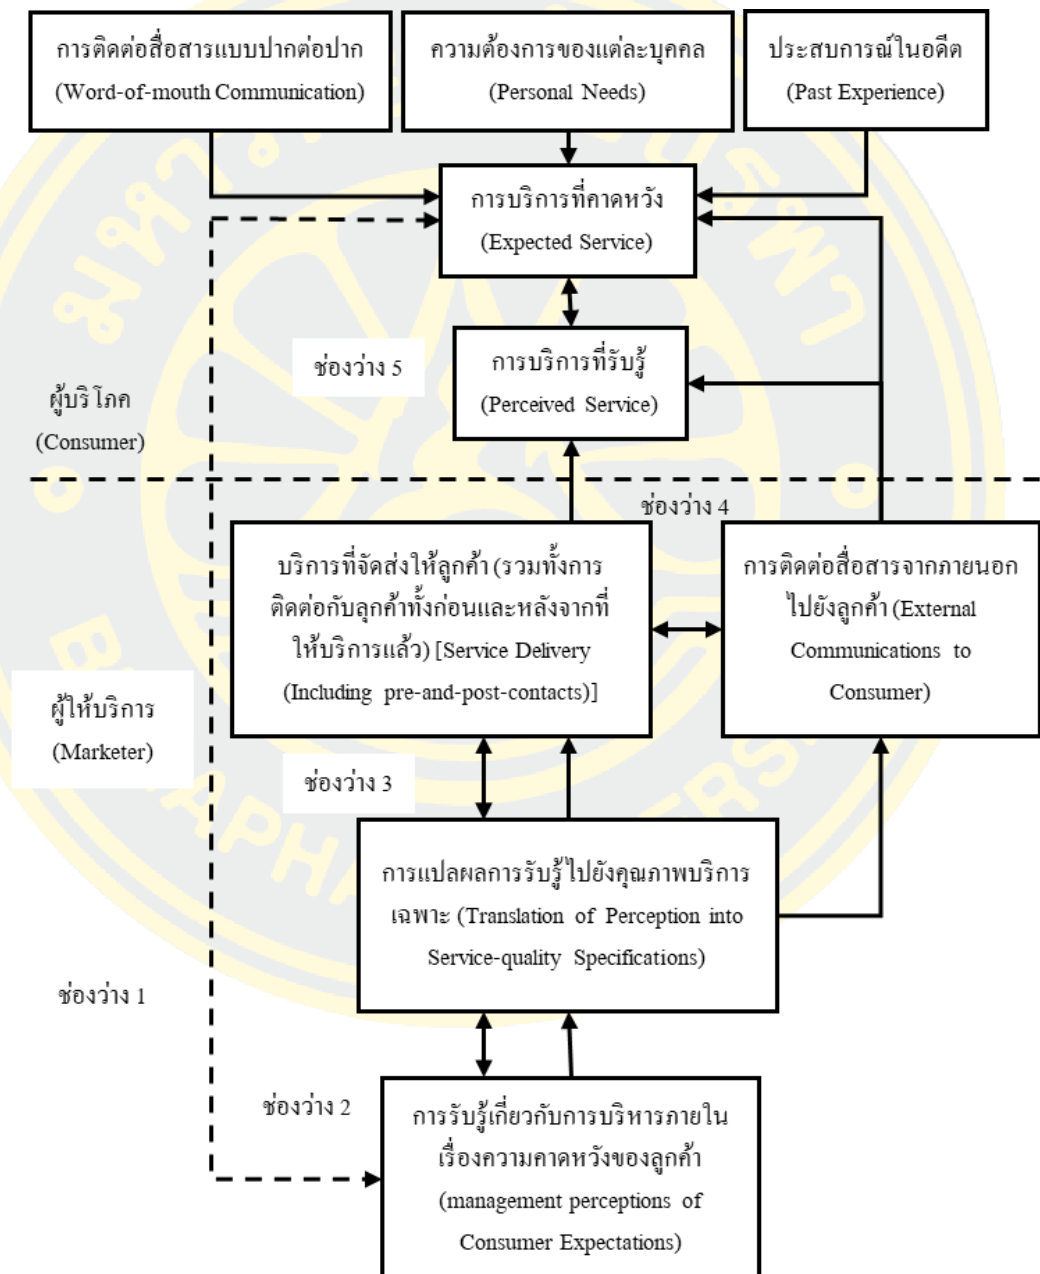 การติดต่อสื่อสารแบบปากต่อปาก
(Word-of-mouth Communication)
ความต้องการของแต่ละบุคคล
(Personal Needs)
ประสบการณ์ในอดีต
(Past Experience)
การบริการที่คาดหวัง
(Expected Service)
ช่องว่าง 5
การบริการที่รับรู้
(Perceived Service)
ผู้บริโภค
(Consumer)
ช่องว่าง 4
บริการที่จัดส่งให้ลูกค้า (รวมทั้งการ
ติดต่อกับลูกค้าทั้งก่อนและหลังจากที่
ให้บริการแล้ว) [Service Delivery
(Including pre-and-post-contacts)]
การติดต่อสื่อสารจากภายนอก
ไปยังลูกค้า (External
Communications to
Consumer)
ผู้ให้บริการ
(Marketer)
ช่องว่าง 3
การแปลผลการรับรู้ไปยังคุณภาพบริการ
เฉพาะ (Translation of Perception into
Service-quality Specifications)
ช่องว่าง 1
ช่องว่าง 2
การรับรู้เกี่ยวกับการบริหารภายใน
เรื่องความคาดหวังของลูกค้า
(management perceptions of
Consumer Expectations)